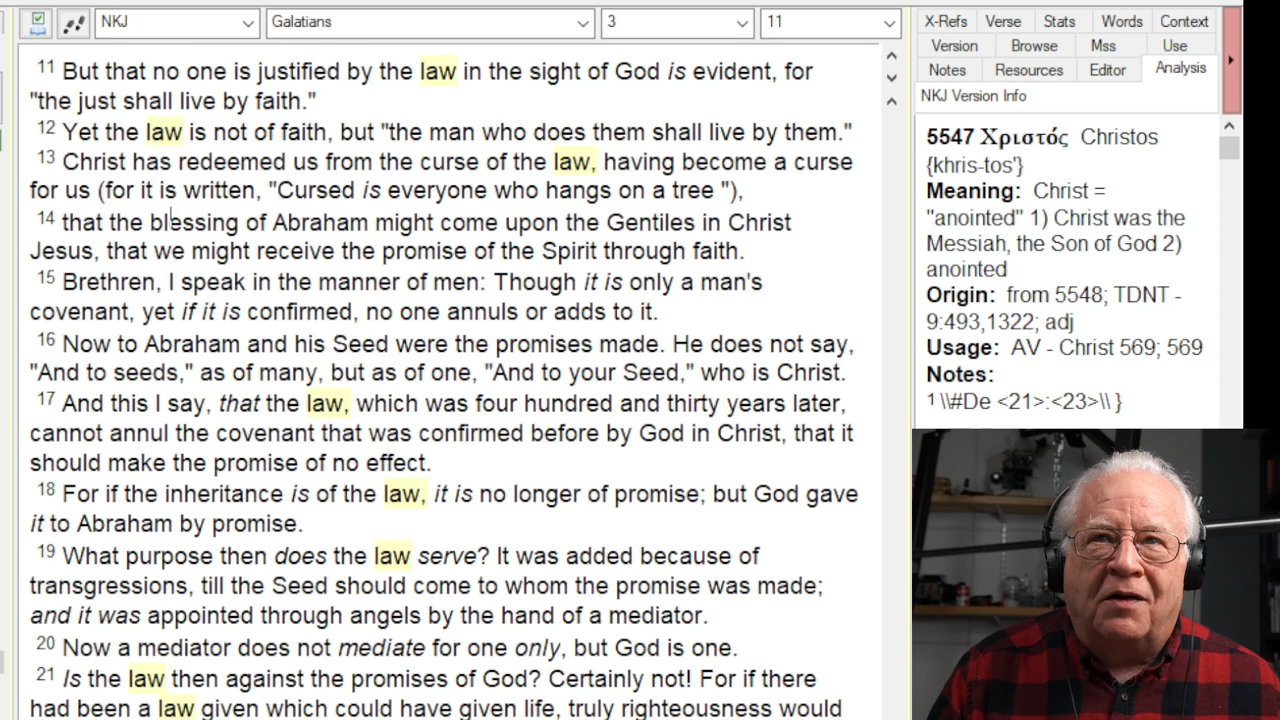 NKJ Galatians 3 11
11 But that no one is justified by the law in the sight of God is evident, for
"the just shall live by faith."
12 Yet the law is not of faith, but "the man who does them shall live by them."
13 Christ has redeemed us from the curse of the law, having become a curse
for us (for it is written, "Cursed is everyone who hangs on a tree "),
14 that the blessing of Abraham might come upon the Gentiles in Christ
Jesus, that we might receive the promise of the Spirit through faith.
15 Brethren, I speak in the manner of men: Though it is only a man's
covenant, yet if it is confirmed, no one annuls or adds to it.
16 Now to Abraham and his Seed were the promises made. He does not say,
"And to seeds," as of many, but as of one, "And to your Seed," who is Christ.
17 And this I say, that the law, which was four hundred and thirty years later,
cannot annul the covenant that was confirmed before by God in Christ, that it
should make the promise of no effect.
18 For if the inheritance is of the law, it is no longer of promise; but God gave
it to Abraham by promise.
19 What purpose then does the law serve? It was added because of
transgressions, till the Seed should come to whom the promise was made;
and it was appointed through angels by the hand of a mediator.
20 Now a mediator does not mediate for one only, but God is one.
21 Is the law then against the promises of God? Certainly not! For if there
had been a law given which could have given life, truly righteousness would
X-Refs Verse Stats Words Context
Version Browse Mss Use
Notes Resources Editor Analysis
NKJ Version Info
5547 Χριστός Christos
{khris-tos'}
Meaning: Christ =
"anointed" 1) Christ was the
Messiah, the Son of God 2)
anointed
Origin: from 5548; TDNT -
9:493,1322; adj
Usage: AV - Christ 569; 569
Notes:
1 \\#De <21>:<23>\\ }